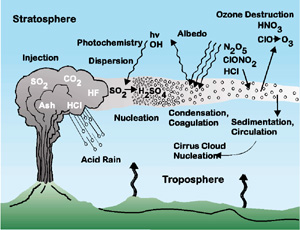 Stratosphere
Ozone Destruction
HNO3
ClO→O3
hν
OH
Albedo
Photochemistry
N2O5
ClONO2
HCl
Injection
Dispersion
SO2
CO2
HF
Ash
HCl
SO2→H2SO4
Nucleation
Condensation,
Coagulation
Sedimentation,
Circulation
Acid Rain
Cirrus Cloud
Nucleation
Troposphere